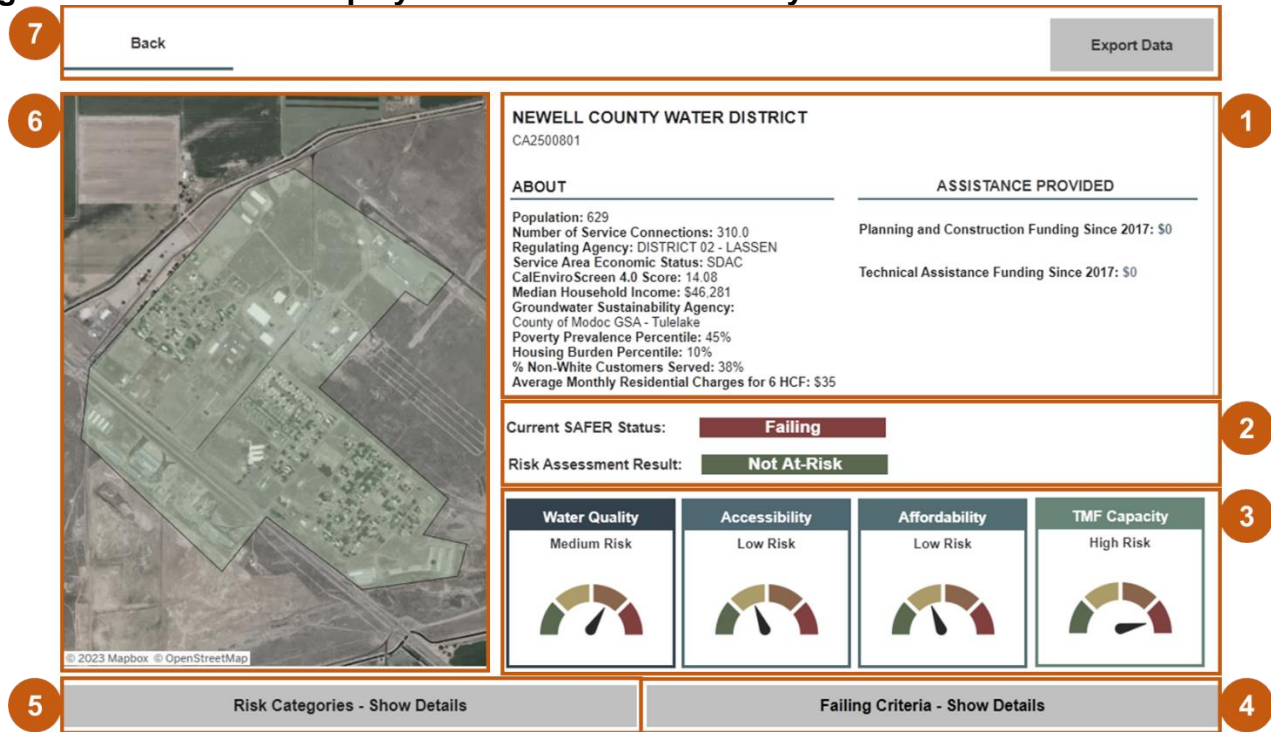 7
Back
Export Data
6
1
NEWELL COUNTY WATER DISTRICT
CA2500801
ABOUT
Population: 629
Number of Service Connections: 310.0
Regulating Agency: DISTRICT 02 - LASSEN
Service Area Economic Status: SDAC
CalEnviroScreen 4.0 Score: 14.08
Median Household Income: $46,281
Groundwater Sustainability Agency:
County of Modoc GSA - Tulelake
Poverty Prevalence Percentile: 45%
Housing Burden Percentile: 10%
% Non-White Customers Served: 38%
Average Monthly Residential Charges for 6 HCF: $35
ASSISTANCE PROVIDED
Planning and Construction Funding Since 2017: $0
Technical Assistance Funding Since 2017: $0
2
Current SAFER Status: Failing
Risk Assessment Result: Not At-Risk
3
Water Quality
Medium Risk
Accessibility
Low Risk
Affordability
Low Risk
TMF Capacity
High Risk
© 2023 Mapbox © OpenStreetMap
5
Risk Categories - Show Details
Failing Criteria - Show Details
4